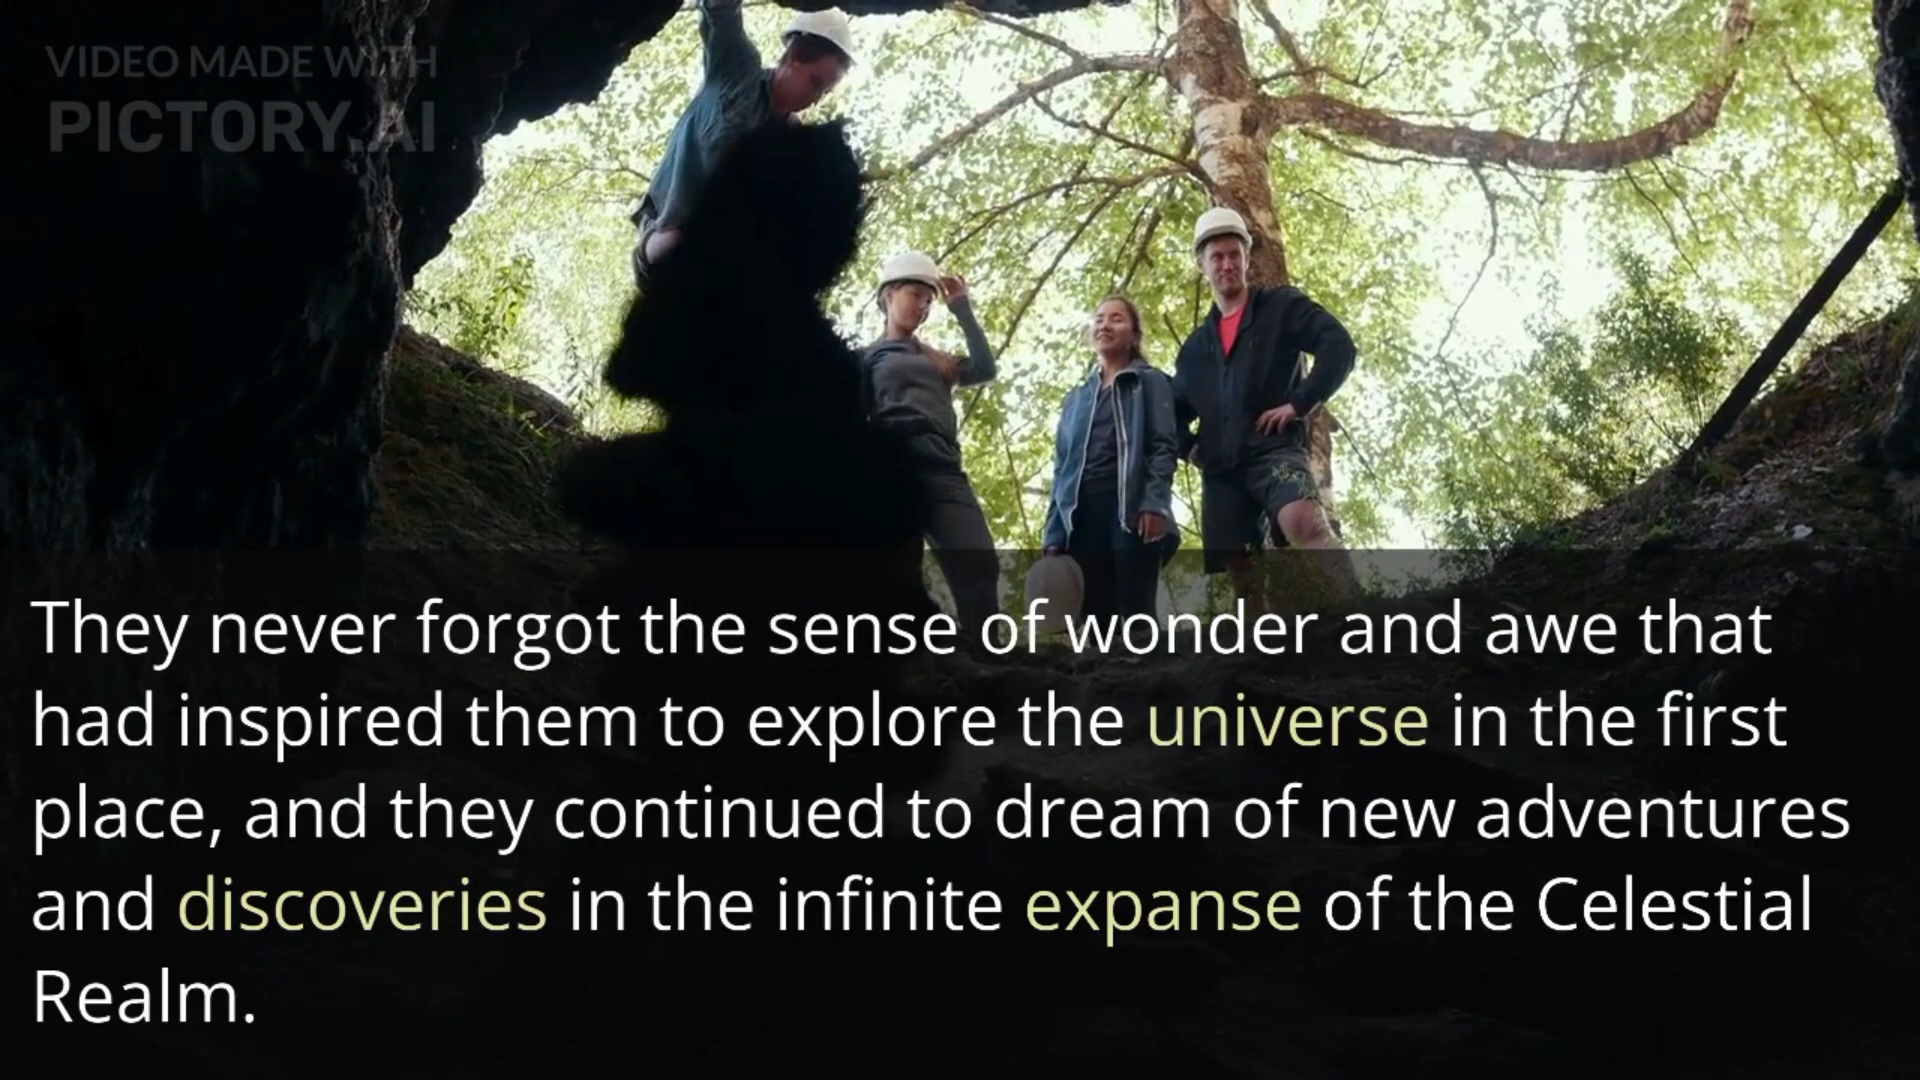 VIDEO MADE WITH
PICTORY.AI
They never forgot the sense of wonder and awe that
had inspired them to explore the universe in the first
place, and they continued to dream of new adventures
and discoveries in the infinite expanse of the Celestial
Realm.